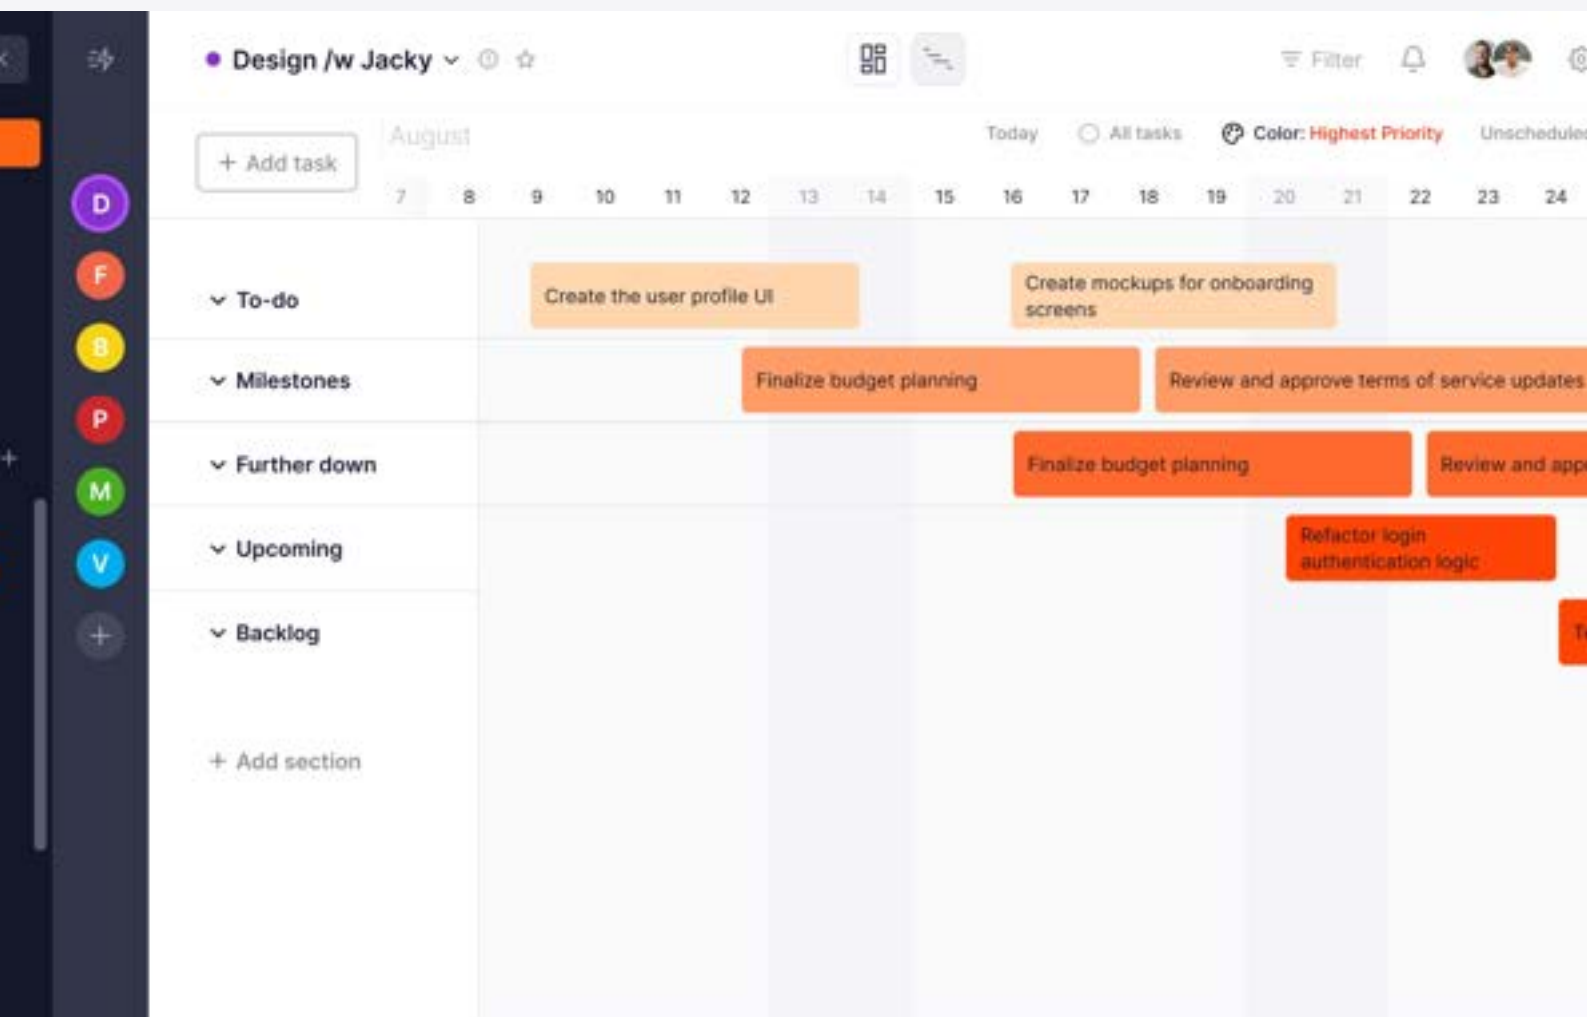 Design /w Jacky
Filter
+ Add task
August
Today
All tasks
Color: Highest Priority
Unscheduled
7 8 9 10 11 12 13 14 15 16 17 18 19 20 21 22 23 24
D
F
B
P
M
V
To-do
Create the user profile UI
Create mockups for onboarding
screens
Milestones
Finalize budget planning
Review and approve terms of service updates
Further down
Finalize budget planning
Review and app
Upcoming
Refactor login
authentication logic
Backlog
+ Add section